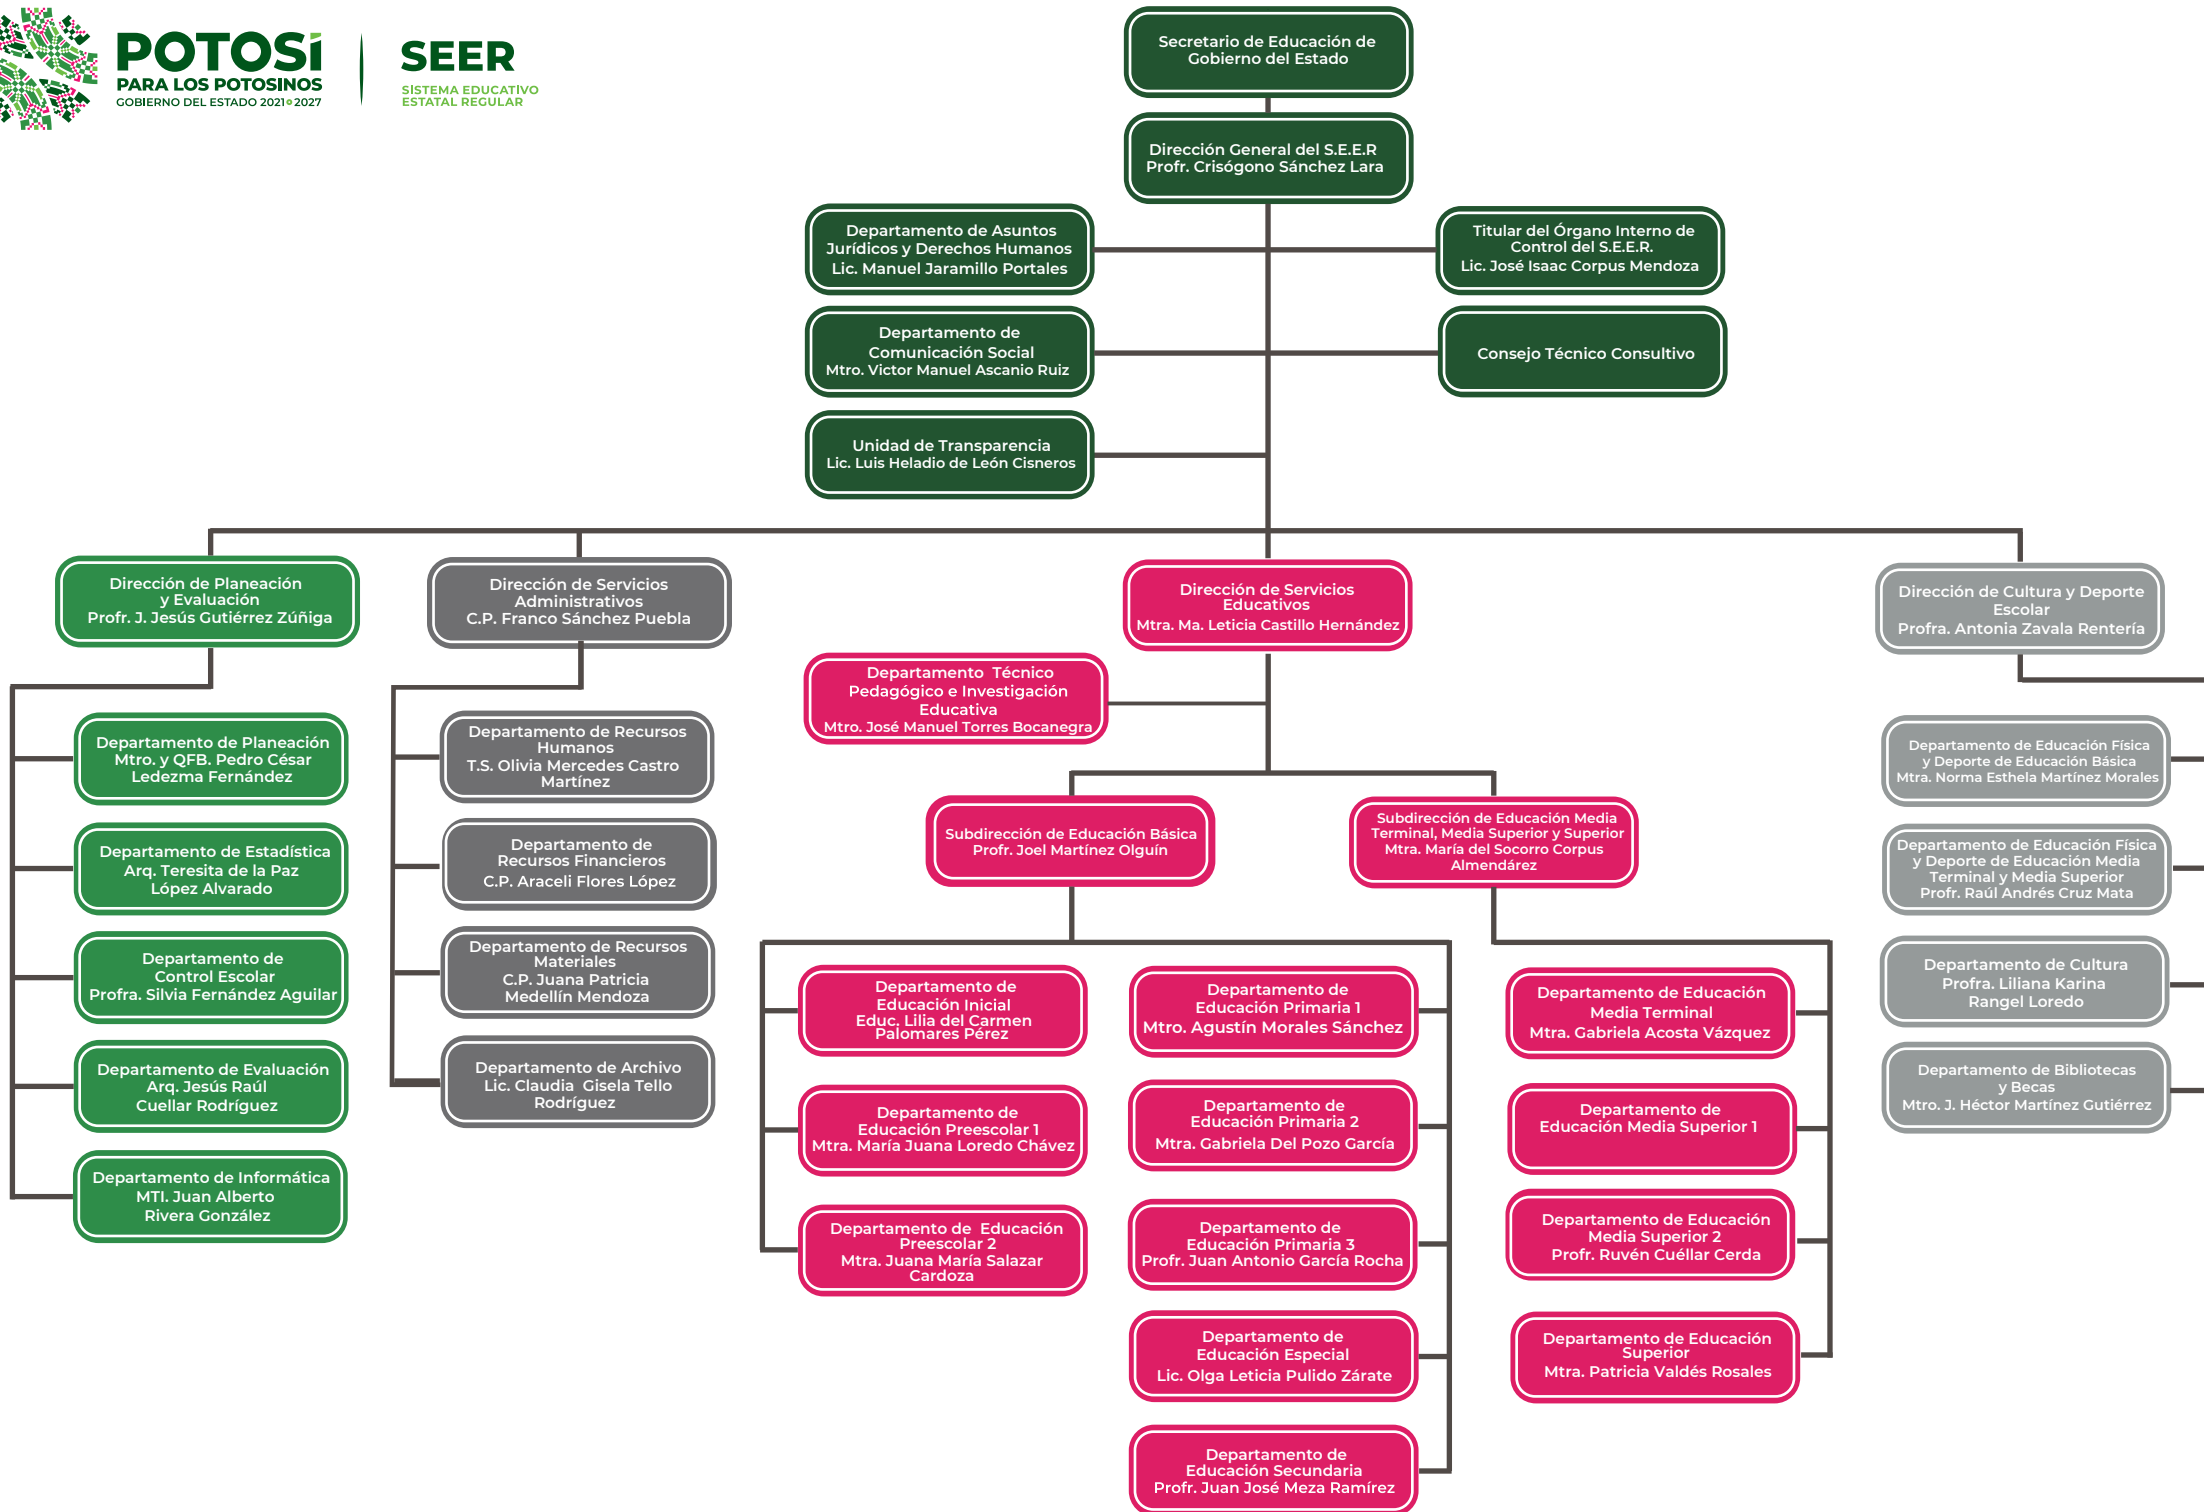 POTOSÍ
PARA LOS POTOSINOS
GOBIERNO DEL ESTADO 2021 2027
SEER
SISTEMA EDUCATIVO
ESTATAL REGULAR
Secretario de Educación de
Gobierno del Estado
Dirección General del S.E.E.R
Profr. Crisógono Sánchez Lara
Departamento de Asuntos
Jurídicos y Derechos Humanos
Lic. Manuel Jaramillo Portales
Titular del Órgano Interno de
Control del S.E.E.R.
Lic. José Isaac Corpus Mendoza
Departamento de
Comunicación Social
Mtro. Victor Manuel Ascanio Ruiz
Consejo Técnico Consultivo
Unidad de Transparencia
Lic. Luis Heladio de León Cisneros
Dirección de Planeación
y Evaluación
Profr. J. Jesús Gutiérrez Zúñiga
Dirección de Servicios
Administrativos
C.P. Franco Sánchez Puebla
Dirección de Servicios
Educativos
Mtra. Ma. Leticia Castillo Hernández
Dirección de Cultura y Deporte
Escolar
Profra. Antonia Zavala Rentería
Departamento Técnico
Pedagógico e Investigación
Educativa
Mtro. José Manuel Torres Bocanegra
Departamento de Planeación
Mtro. y QFB. Pedro César
Ledezma Fernández
Departamento de Estadística
Arq. Teresita de la Paz
López Alvarado
Departamento de
Control Escolar
Profra. Silvia Fernández Aguilar
Departamento de Evaluación
Arq. Jesús Raúl
Cuellar Rodríguez
Departamento de Informática
MTI. Juan Alberto
Rivera González
Departamento de Recursos
Humanos
T.S. Olivia Mercedes Castro
Martínez
Departamento de
Recursos Financieros
C.P. Araceli Flores López
Departamento de Recursos
Materiales
C.P. Juana Patricia
Medellín Mendoza
Departamento de Archivo
Lic. Claudia Gisela Tello
Rodríguez
Subdirección de Educación Básica
Profr. Joel Martínez Olguín
Subdirección de Educación Media
Terminal, Media Superior y Superior
Mtra. María del Socorro Corpus
Almendárez
Departamento de
Educación Inicial
Educ. Lilia del Carmen
Palomares Pérez
Departamento de
Educación Preescolar 1
Mtra. María Juana Loredo Chávez
Departamento de Educación
Preescolar 2
Mtra. Juana María Salazar
Cardoza
Departamento de
Educación Primaria 1
Mtro. Agustín Morales Sánchez
Departamento de
Educación Primaria 2
Mtra. Gabriela Del Pozo García
Departamento de
Educación Primaria 3
Profr. Juan Antonio García Rocha
Departamento de
Educación Especial
Lic. Olga Leticia Pulido Zárate
Departamento de
Educación Secundaria
Profr. Juan José Meza Ramírez
Departamento de Educación
Media Terminal
Mtra. Gabriela Acosta Vázquez
Departamento de
Educación Media Superior 1
Departamento de Educación
Media Superior 2
Profr. Ruvén Cuéllar Cerda
Departamento de Educación
Superior
Mtra. Patricia Valdés Rosales
Departamento de Educación Física
y Deporte de Educación Básica
Mtra. Norma Esthela Martínez Morales
Departamento de Educación Física
y Deporte de Educación Media
Terminal y Media Superior
Profr. Raúl Andrés Cruz Mata
Departamento de Cultura
Profra. Liliana Karina
Rangel Loredo
Departamento de Bibliotecas
y Becas
Mtro. J. Héctor Martínez Gutiérrez